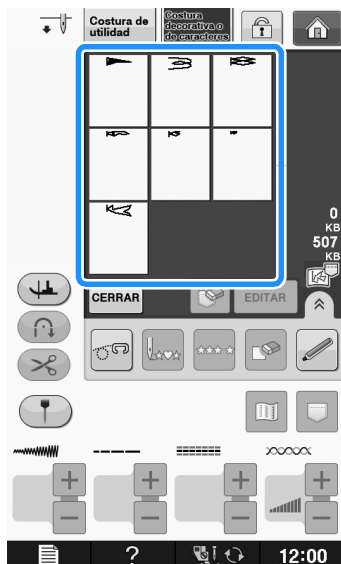 Costura de
utilidad
Costura
decorativa o
de caracteres
0
KB
507
KB
CERRAR
EDITAR
?
12:00